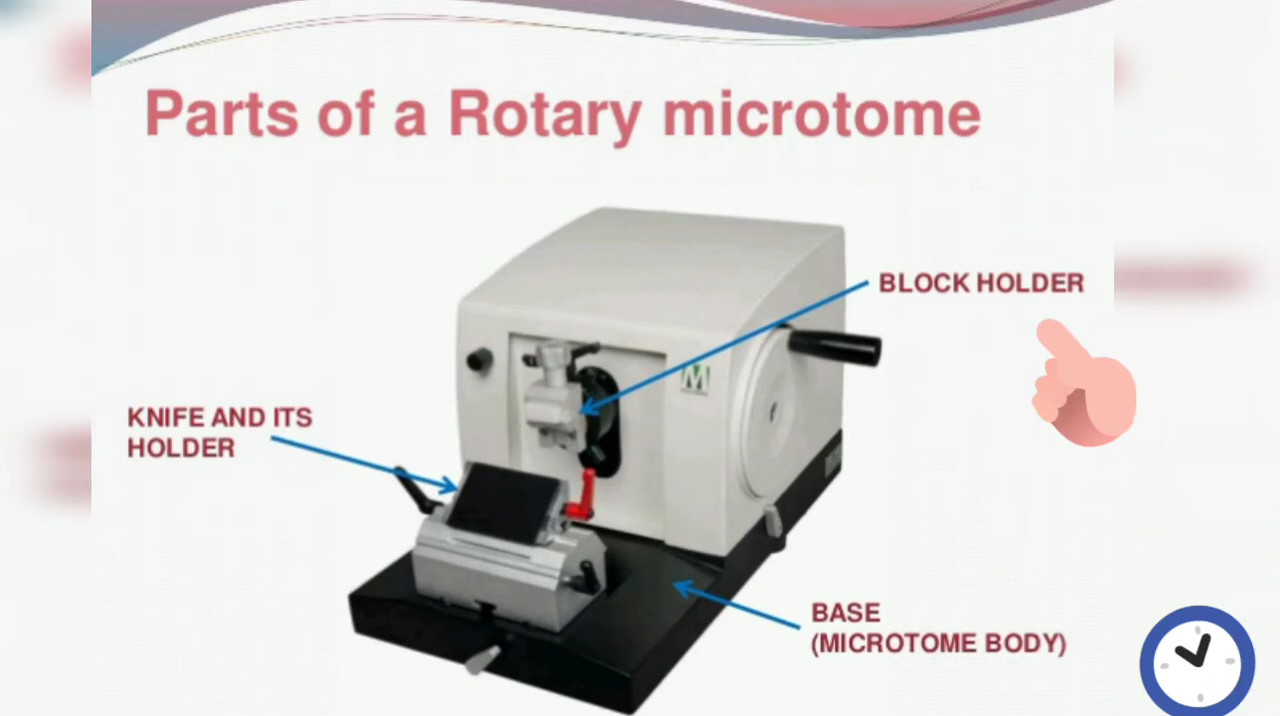 Parts of a Rotary microtome
BLOCK HOLDER
M
KNIFE AND ITS
HOLDER
BASE
(MICROTOME BODY)